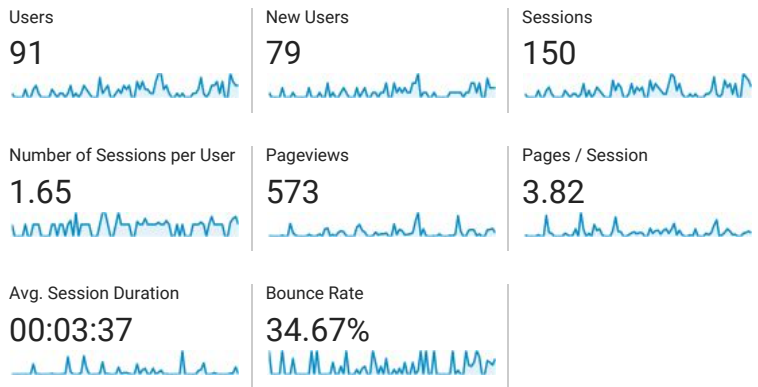 Users
91
New Users
79
Sessions
150
Number of Sessions per User
1.65
Pageviews
573
Pages / Session
3.82
Avg. Session Duration
00:03:37
Bounce Rate
34.67%